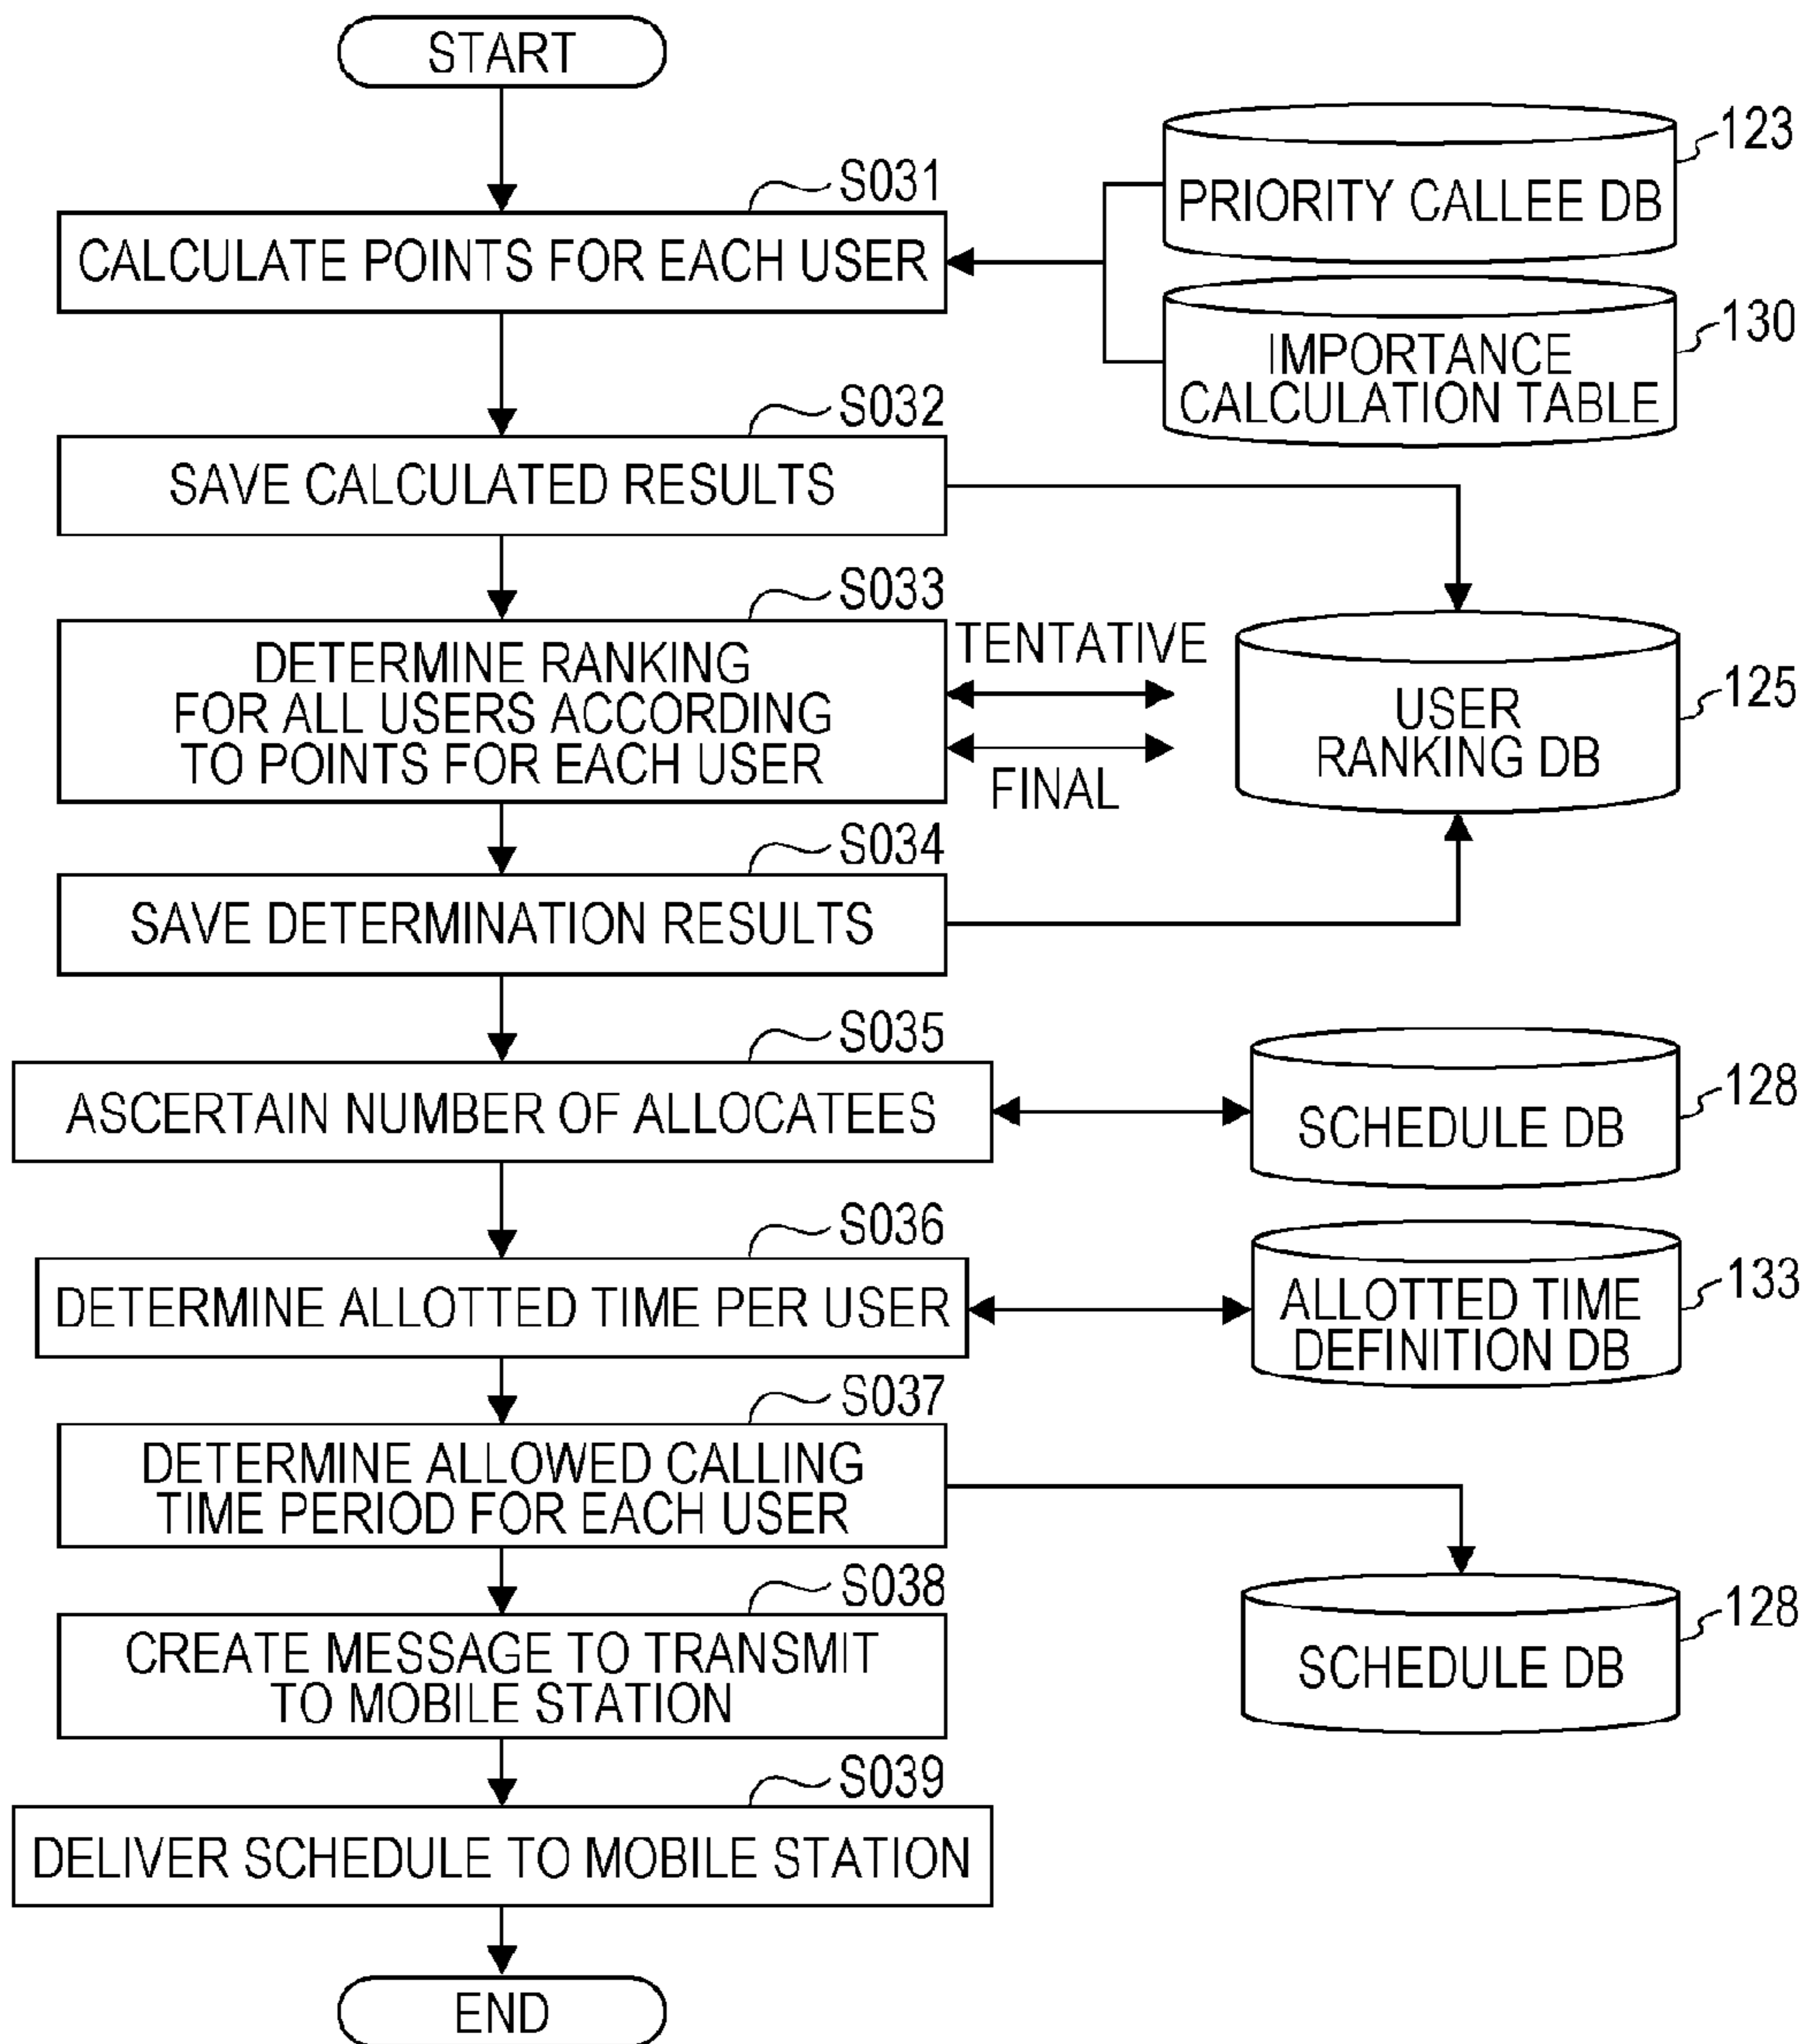 START
S031
CALCULATE POINTS FOR EACH USER
123
PRIORITY CALLEE DB
130
IMPORTANCE
CALCULATION TABLE
S032
SAVE CALCULATED RESULTS
S033
DETERMINE RANKING
FOR ALL USERS ACCORDING
TO POINTS FOR EACH USER
TENTATIVE
FINAL
125
USER
RANKING DB
S034
SAVE DETERMINATION RESULTS
S035
ASCERTAIN NUMBER OF ALLOCATEES
128
SCHEDULE DB
S036
DETERMINE ALLOTTED TIME PER USER
133
ALLOTTED TIME
DEFINITION DB
S037
DETERMINE ALLOWED CALLING
TIME PERIOD FOR EACH USER
128
SCHEDULE DB
S038
CREATE MESSAGE TO TRANSMIT
TO MOBILE STATION
S039
DELIVER SCHEDULE TO MOBILE STATION
END